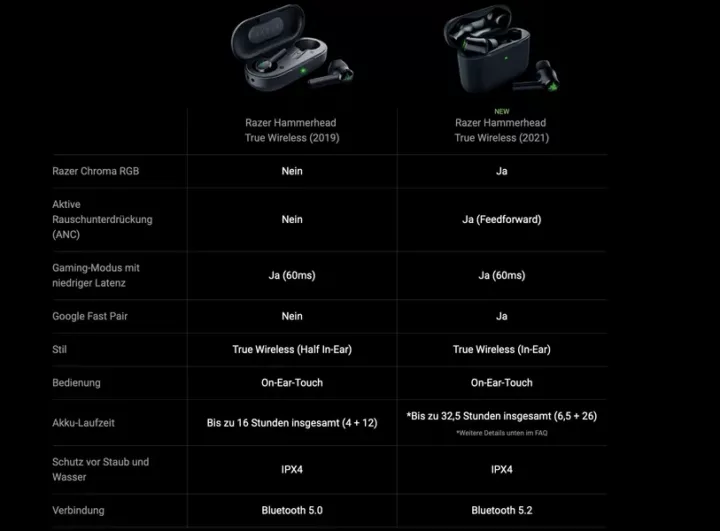 NEW
Razer Hammerhead
True Wireless (2019)
Razer Hammerhead
True Wireless (2021)
Razer Chroma RGB
Nein
Ja
Aktive
Rauschunterdrückung
(ANC)
Nein
Ja (Feedforward)
Gaming-Modus mit
niedriger Latenz
Ja (60ms)
Ja (60ms)
Google Fast Pair
Nein
Ja
Stil
True Wireless (Half In-Ear)
True Wireless (In-Ear)
Bedienung
On-Ear-Touch
On-Ear-Touch
Akku-Laufzeit
Bis zu 16 Stunden insgesamt (4 + 12)
*Bis zu 32,5 Stunden insgesamt (6,5 + 26)
*Weitere Details unten im FAQ
Schutz vor Staub und
Wasser
IPX4
IPX4
Verbindung
Bluetooth 5.0
Bluetooth 5.2